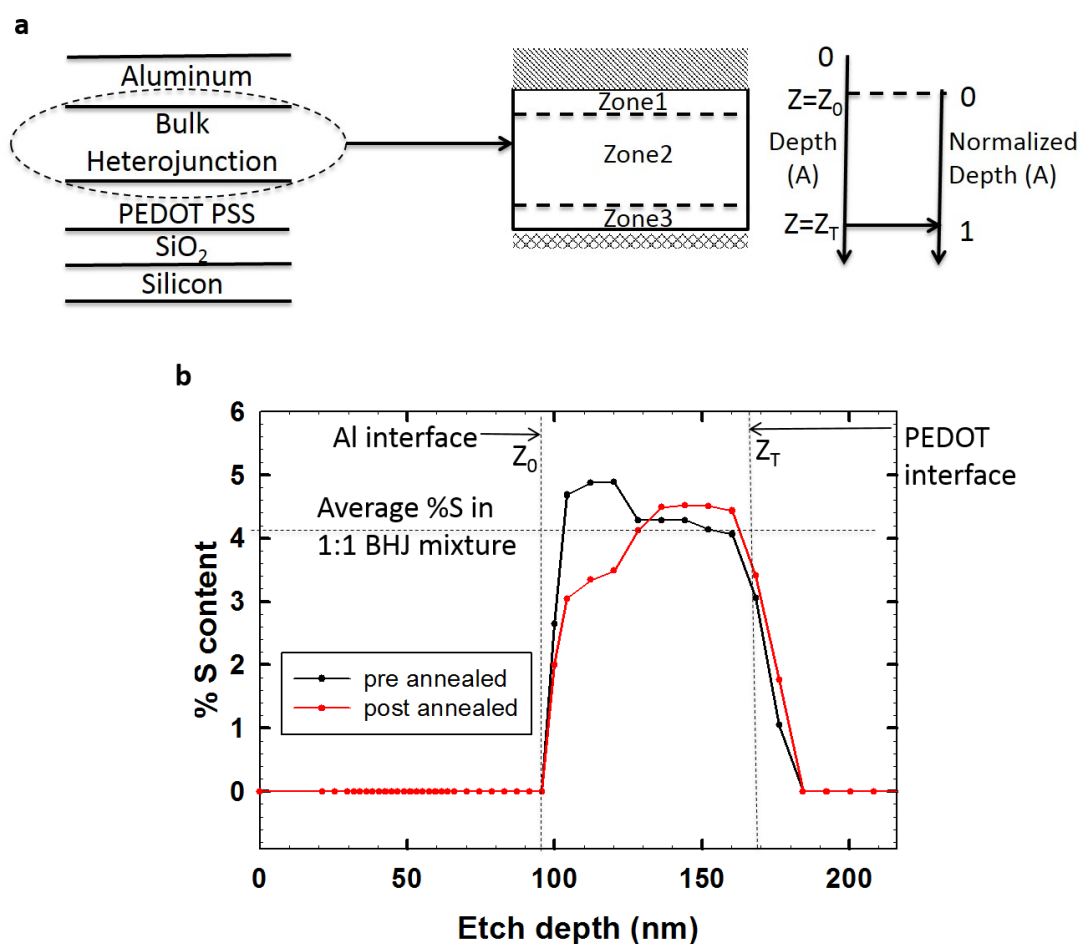 a
Aluminum
Bulk
Heterojunction
PEDOT PSS
SiO2
Silicon
Zone1
Zone2
Zone3
0
Z=Z0
Depth
(A)
Z=ZT
0
Normalized
Depth (A)
1
b
Al interface
Z0
ZT
PEDOT
interface
Average %S in
1:1 BHJ mixture
pre annealed
post annealed
% S content
6
5
4
3
2
1
0
0 50 100 150 200
Etch depth (nm)